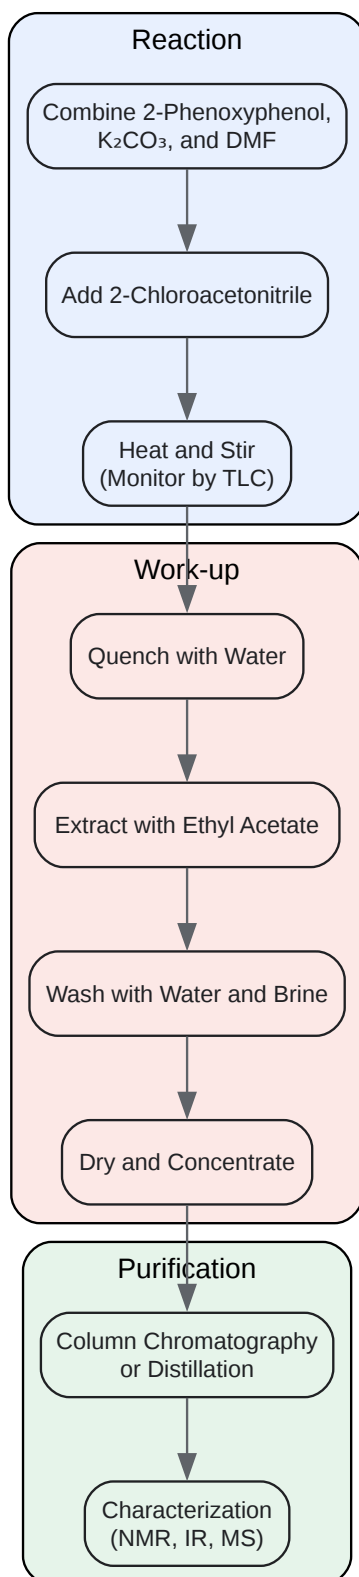 Reaction
Combine 2-Phenoxyphenol,
K₂CO₃, and DMF
Add 2-Chloroacetonitrile
Heat and Stir
(Monitor by TLC)
Work-up
Quench with Water
Extract with Ethyl Acetate
Wash with Water and Brine
Dry and Concentrate
Purification
Column Chromatography
or Distillation
Characterization
(NMR, IR, MS)